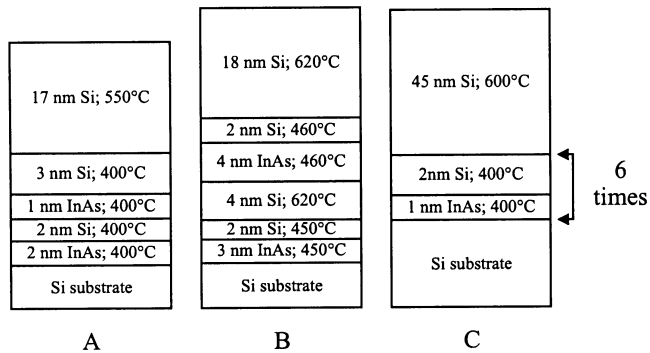 17 nm Si; 550°C
3 nm Si; 400°C
1 nm InAs; 400°C
2 nm Si; 400°C
2 nm InAs; 400°C
Si substrate
A
18 nm Si; 620°C
2 nm Si; 460°C
4 nm InAs; 460°C
4 nm Si; 620°C
2 nm Si; 450°C
3 nm InAs; 450°C
Si substrate
B
45 nm Si; 600°C
2nm Si; 400°C
1 nm InAs; 400°C
Si substrate
C
6
times